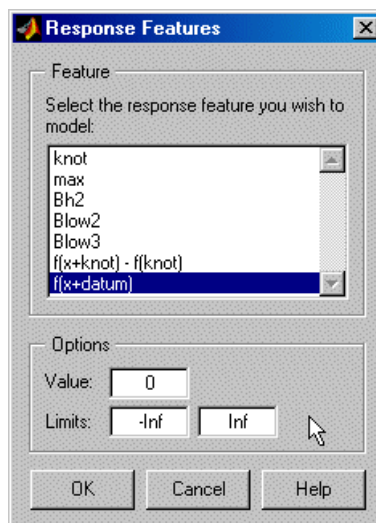 Response Features
Feature
Select the response feature you wish to
model:
knot
max
Bh2
Blow2
Blow3
f(x+knot) - f(knot)
f(x+datum)
Options
Value: 0
Limits: -Inf Inf
OK Cancel Help